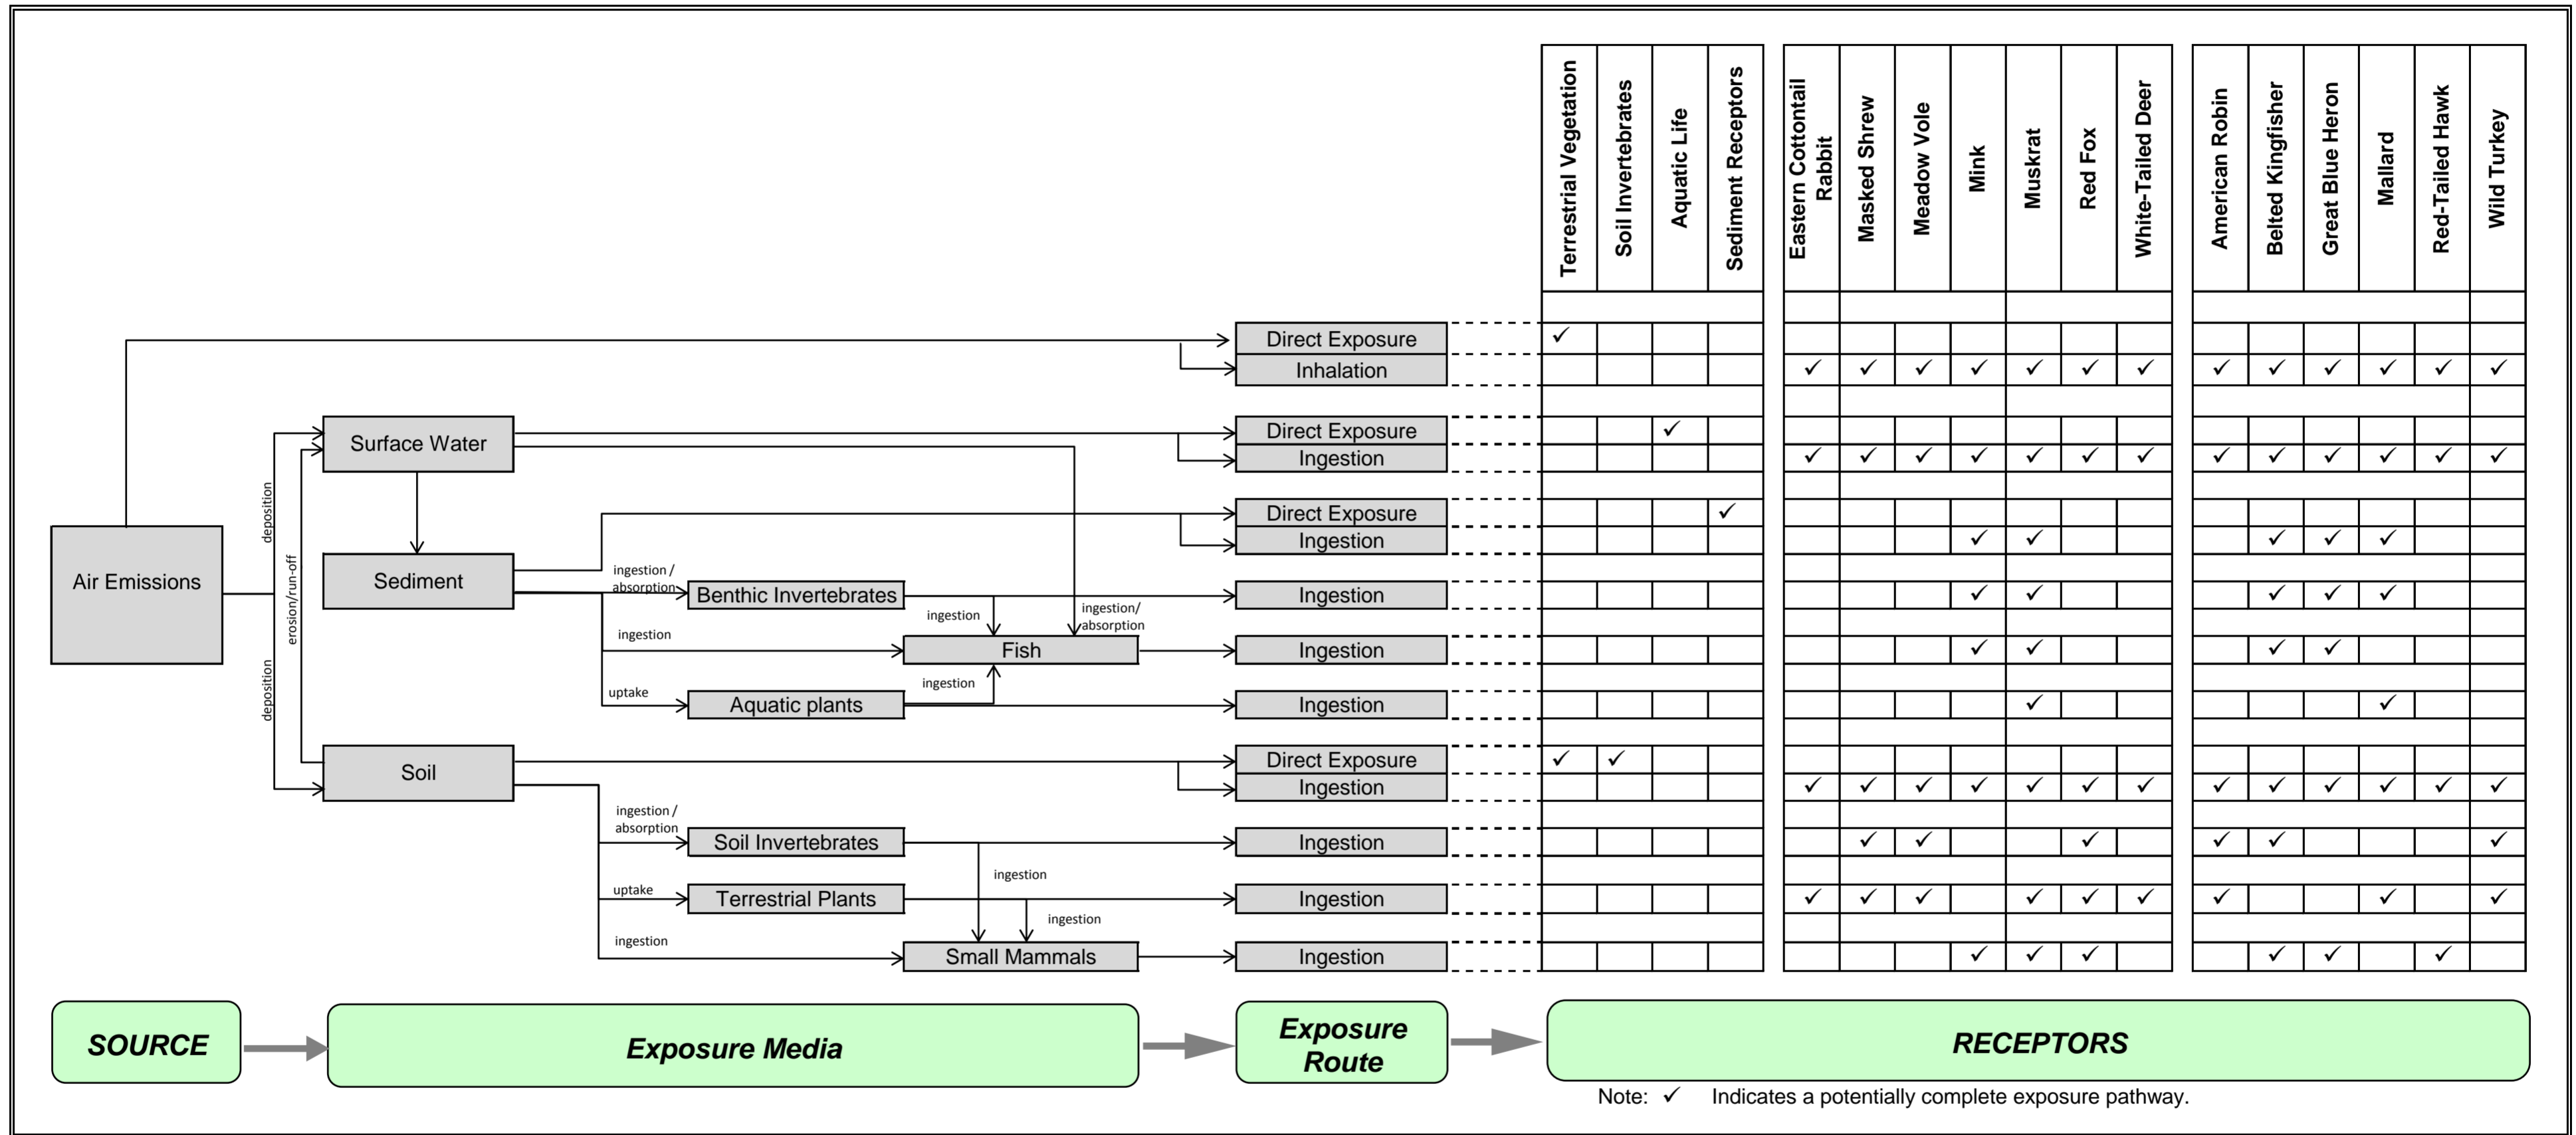 Terrestrial Vegetation
Soil Invertebrates
Aquatic Life
Sediment Receptors
Eastern Cottontail
Rabbit
Masked Shrew
Meadow Vole
Mink
Muskrat
Red Fox
White-Tailed Deer
American Robin
Belted Kingfisher
Great Blue Heron
Mallard
Red-Tailed Hawk
Wild Turkey
Direct Exposure ✓
Inhalation ✓ ✓ ✓ ✓ ✓ ✓ ✓ ✓ ✓ ✓ ✓ ✓ ✓
Surface Water
Direct Exposure ✓
Ingestion ✓ ✓ ✓ ✓ ✓ ✓ ✓ ✓ ✓ ✓ ✓ ✓ ✓
deposition
Direct Exposure ✓
Ingestion ✓ ✓ ✓ ✓ ✓
Air Emissions
erosion/run-off
Sediment
ingestion /
absorption
Benthic Invertebrates
Ingestion ✓ ✓ ✓ ✓ ✓
ingestion
ingestion/
absorption
ingestion
Fish
Ingestion ✓ ✓ ✓ ✓
deposition
ingestion
uptake
Aquatic plants
Ingestion ✓ ✓
Soil
Direct Exposure ✓ ✓
Ingestion ✓ ✓ ✓ ✓ ✓ ✓ ✓ ✓ ✓ ✓ ✓ ✓ ✓
ingestion /
absorption
Soil Invertebrates
Ingestion ✓ ✓ ✓ ✓ ✓ ✓
ingestion
uptake
Terrestrial Plants
Ingestion ✓ ✓ ✓ ✓ ✓ ✓ ✓ ✓ ✓
ingestion
ingestion
Small Mammals
Ingestion ✓ ✓ ✓ ✓ ✓ ✓
SOURCE
Exposure Media
Exposure
Route
RECEPTORS
Note: ✓ Indicates a potentially complete exposure pathway.